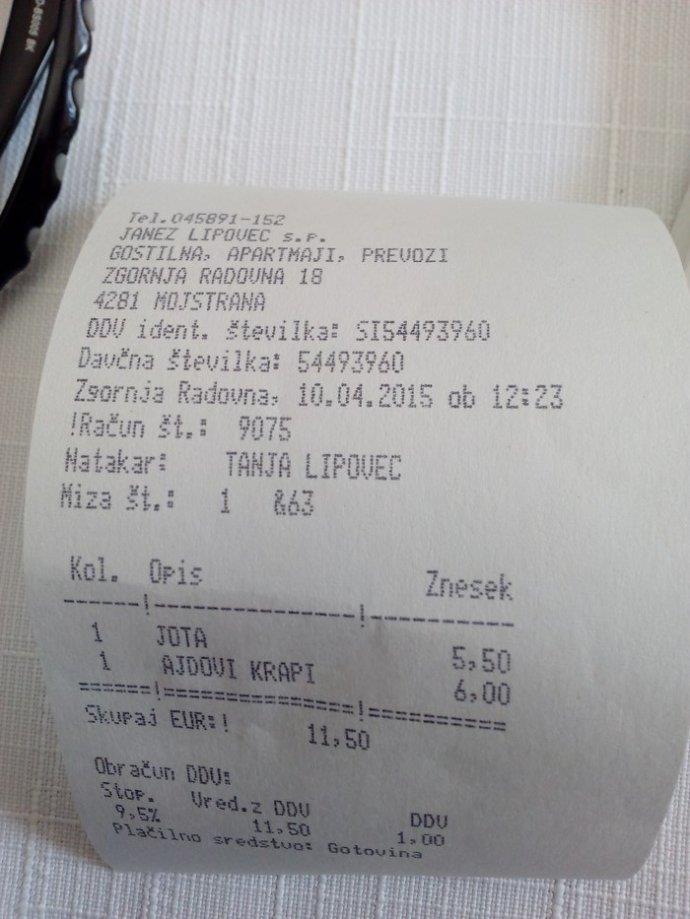 Tel.045891-152
JANEZ LIPOVEC s.p.
GOSTILNA, APARTMAJI, PREVOZI
ZGORNJA RADOVNA 18
4281 MOJSTRANA
DDV ident. številka: SI54493960
Davčna številka: 54493960
Zgornja Radovna, 10.04.2015 ob 12:23
!Račun št.: 9075
Natakar: TANJA LIPOVEC
Miza št.: 1 &63
Kol. Opis Znesek
------!---------------!----------
1 JOTA 5,50
1 AJDOVI KRAPI 6,00
======!===============!==========
Skupaj EUR:! 11,50
Obračun DDV:
Stop. Vred.z DDV DDV
9,5% 11,50 1,00
Plačilno sredstvo: Gotovina